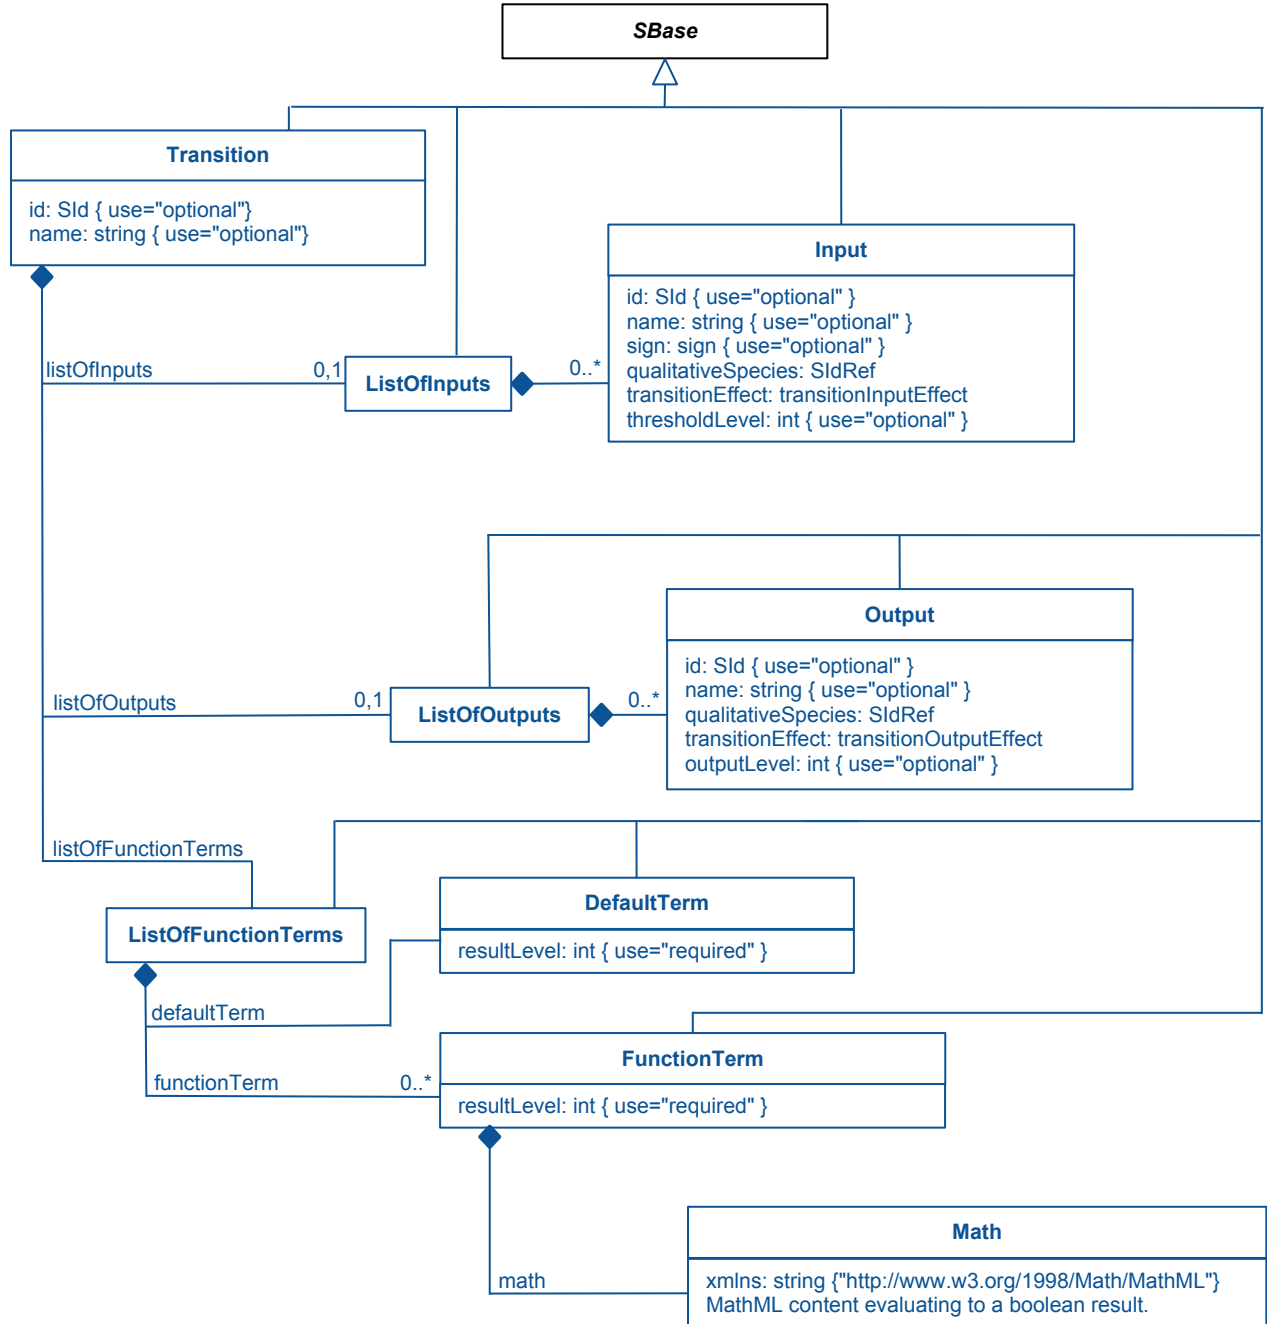 SBase
Transition
id: SId { use="optional"}
name: string { use="optional"}
Input
id: SId { use="optional" }
name: string { use="optional" }
sign: sign { use="optional" }
qualitativeSpecies: SIdRef
transitionEffect: transitionInputEffect
thresholdLevel: int { use="optional" }
listOfInputs
0,1
ListOfInputs
0..*
Output
id: SId { use="optional" }
name: string { use="optional" }
qualitativeSpecies: SIdRef
transitionEffect: transitionOutputEffect
outputLevel: int { use="optional" }
listOfOutputs
0,1
ListOfOutputs
0..*
listOfFunctionTerms
ListOfFunctionTerms
DefaultTerm
resultLevel: int { use="required" }
defaultTerm
FunctionTerm
resultLevel: int { use="required" }
functionTerm
0..*
Math
xmlns: string {"http://www.w3.org/1998/Math/MathML"}
MathML content evaluating to a boolean result.
math